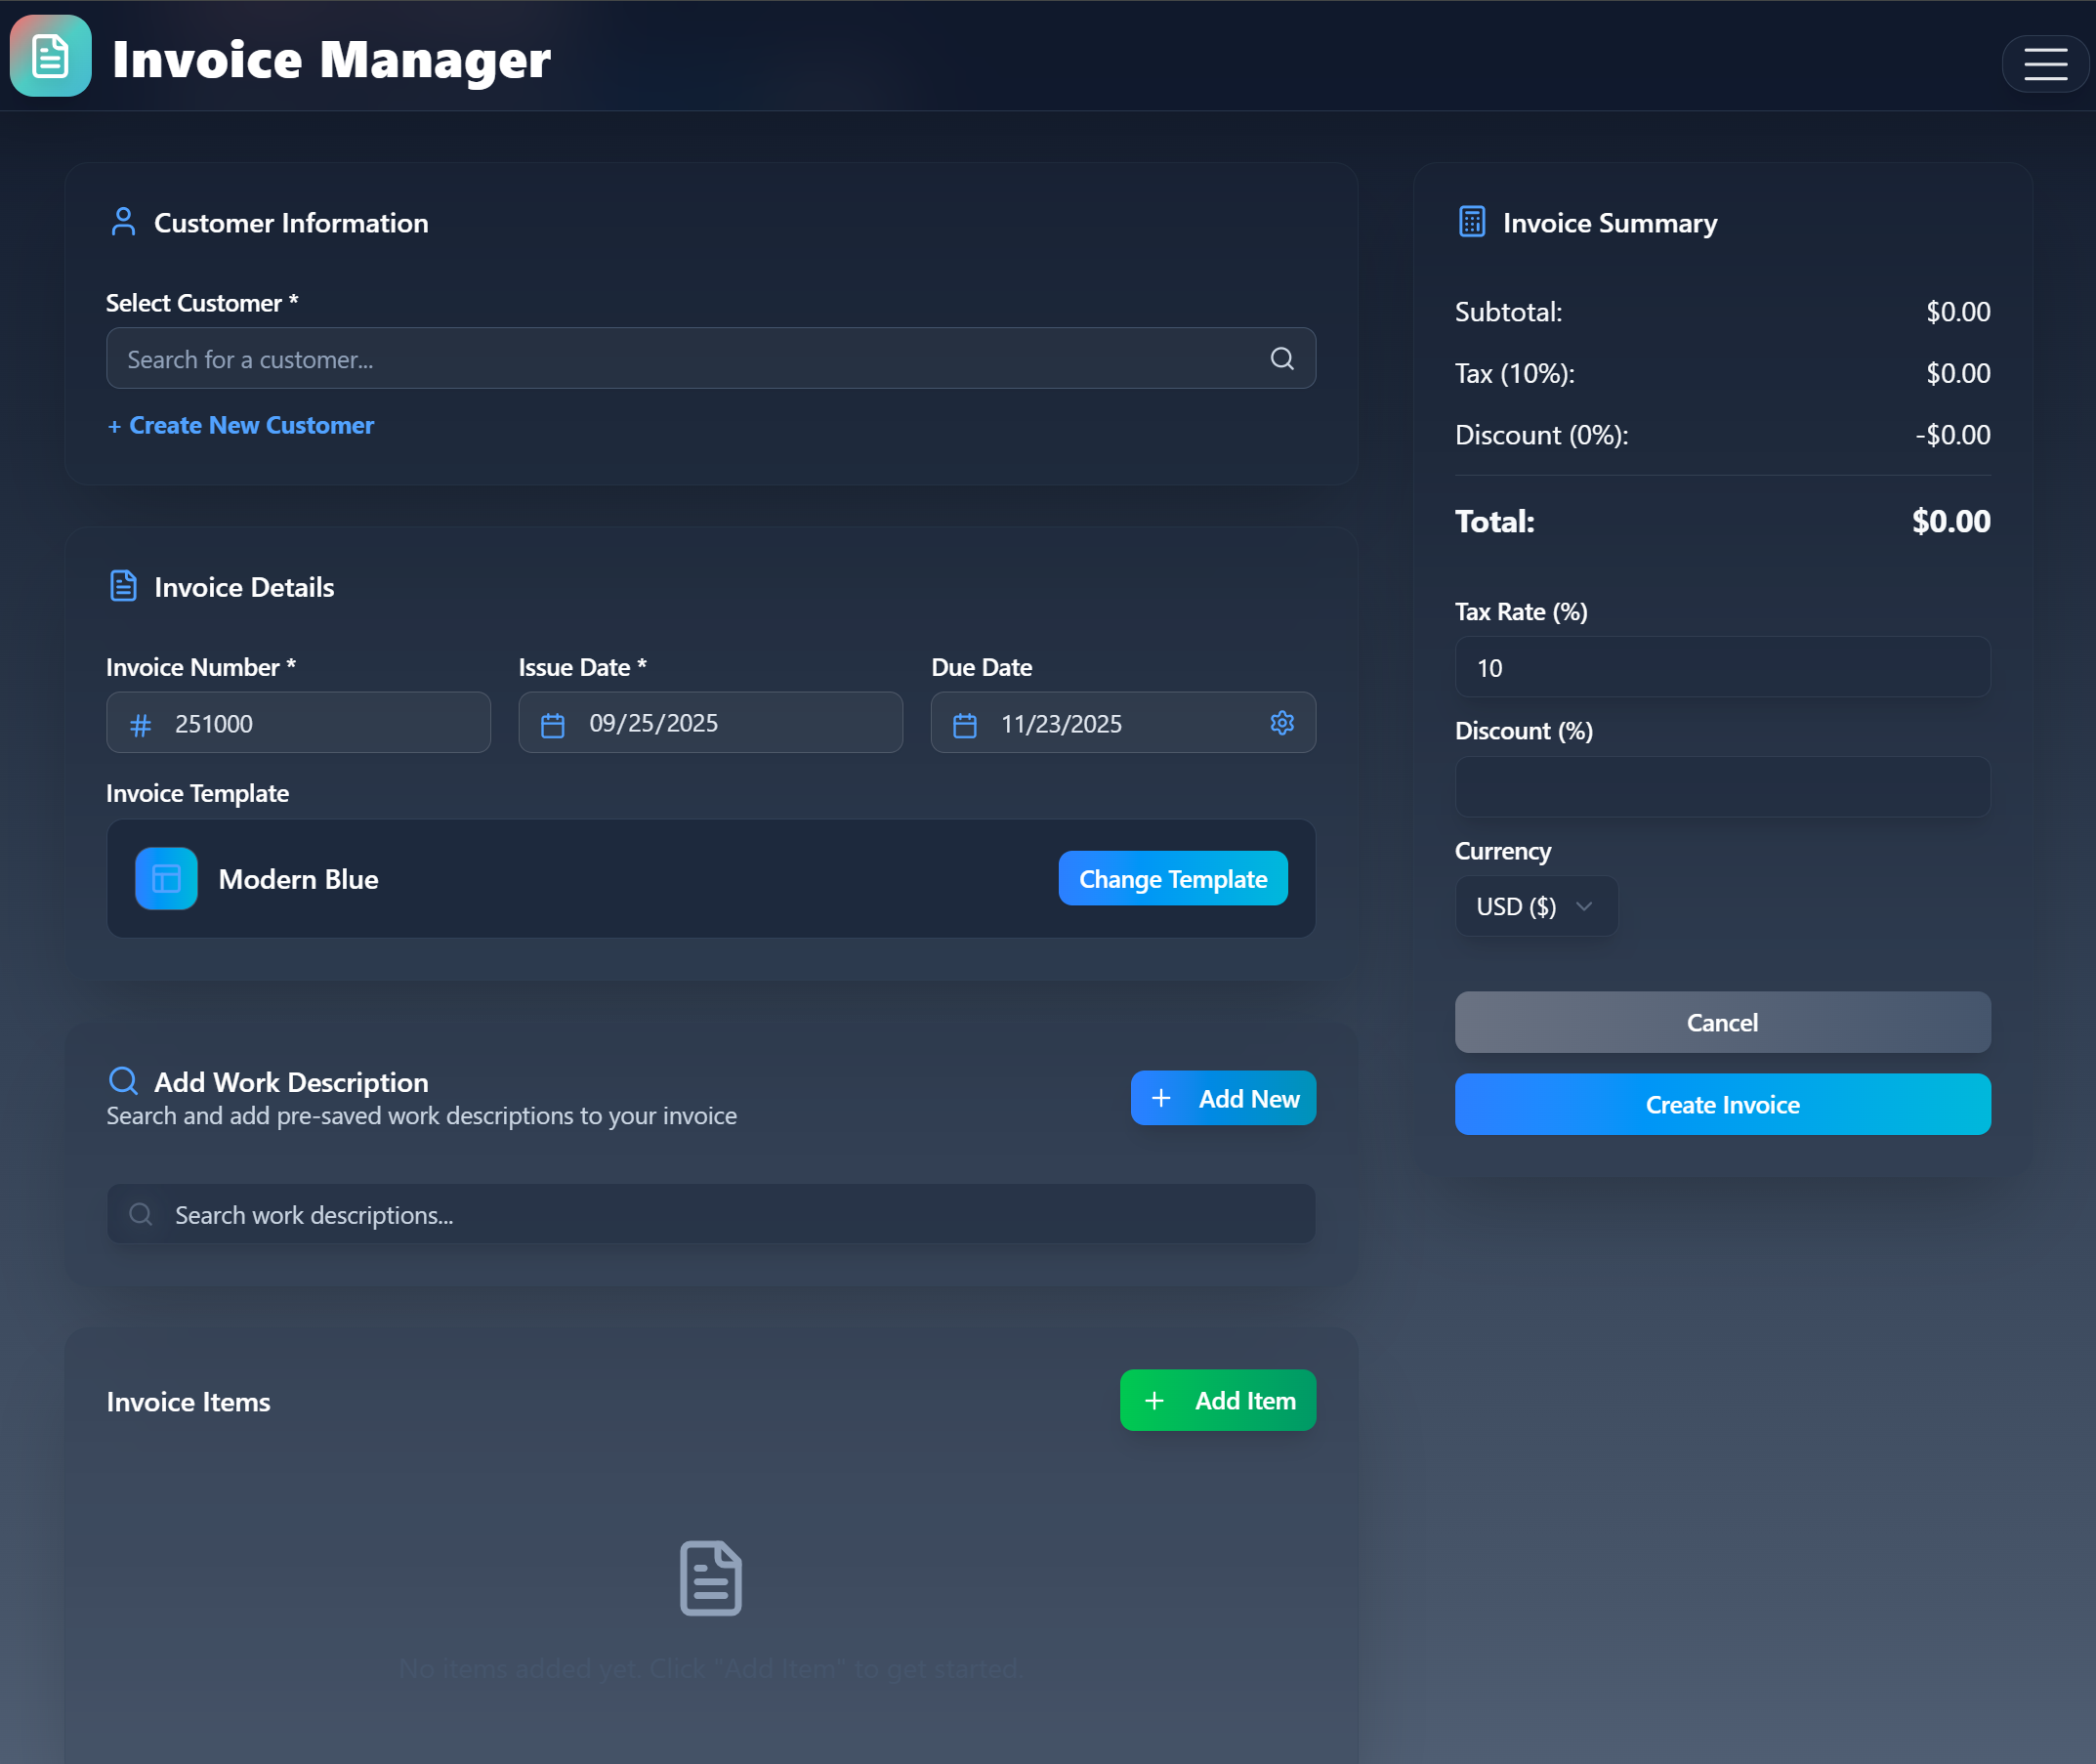 Invoice Manager
Customer Information
Select Customer *
Search for a customer...
+ Create New Customer
Invoice Details
Invoice Number *
Issue Date *
Due Date
251000
09/25/2025
11/23/2025
Invoice Template
Modern Blue
Change Template
Add Work Description
Search and add pre-saved work descriptions to your invoice
+ Add New
Search work descriptions...
Invoice Items
+ Add Item
No items added yet. Click "Add Item" to get started.
Invoice Summary
Subtotal: $0.00
Tax (10%): $0.00
Discount (0%): -$0.00
Total: $0.00
Tax Rate (%)
10
Discount (%)
Currency
USD ($)
Cancel
Create Invoice